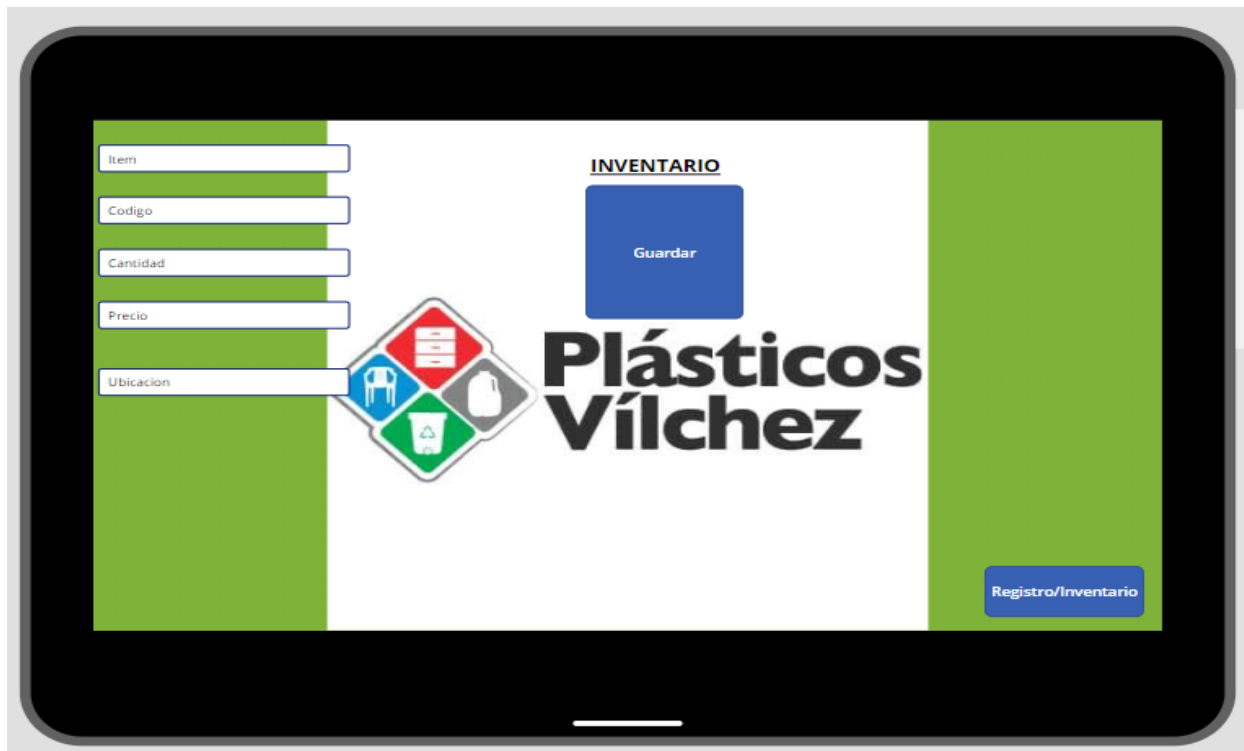 Item
Codigo
Cantidad
Precio
Ubicacion
INVENTARIO
Guardar
Plásticos
Vílchez
Registro/Inventario